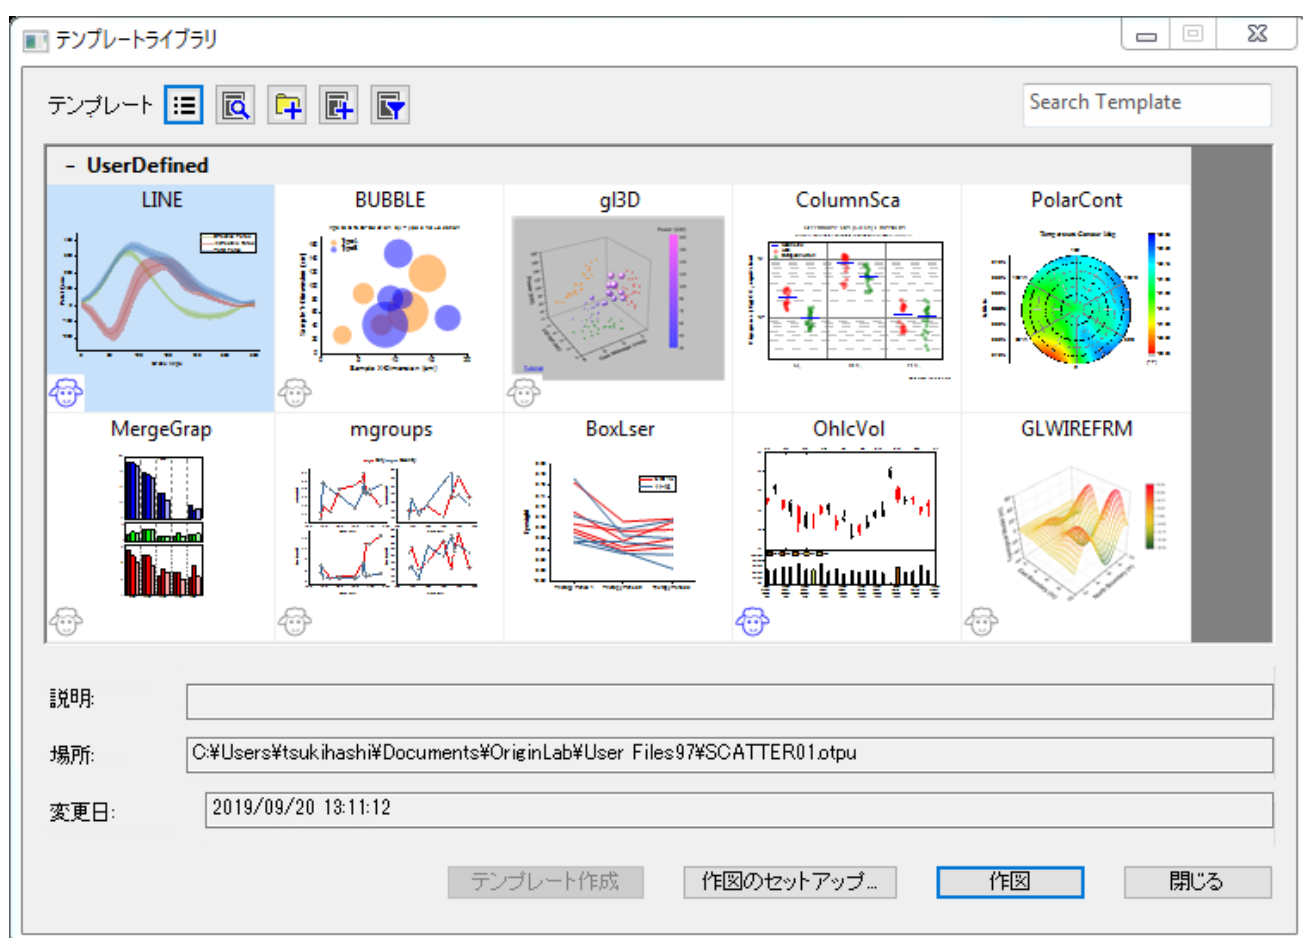 テンプレートライブラリ
テンプレート
Search Template
- UserDefined
LINE
BUBBLE
gl3D
ColumnSca
PolarCont
Sample X-Dimension (cm)
MergeGrap
mgroups
BoxLser
OhlcVol
GLWIREFRM
説明:
場所:
C:¥Users¥tsukihashi¥Documents¥OriginLab¥User Files97¥SCATTER01.otpu
変更日:
2019/09/20 13:11:12
テンプレート作成
作図のセットアップ...
作図
閉じる